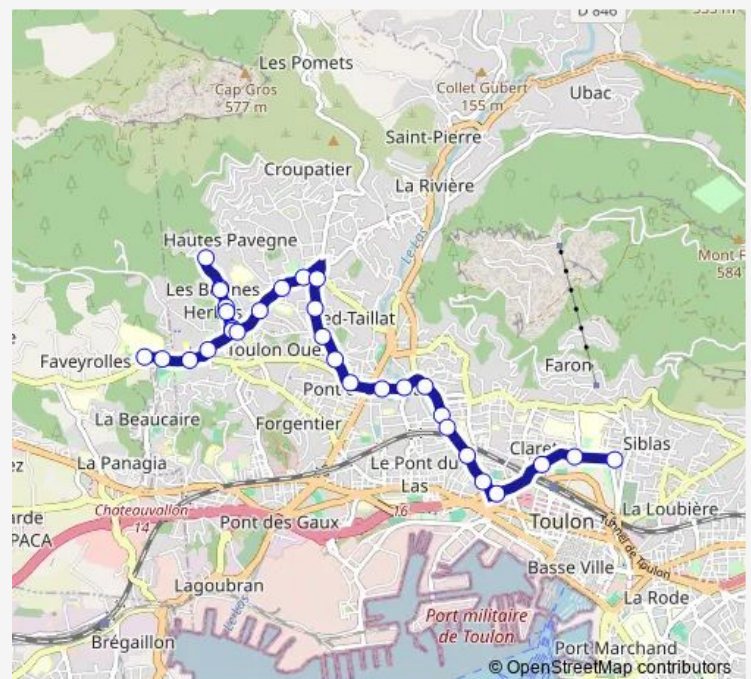 D 846
Les Pomets
Cap Gros
577 m
Collet Gubert
155 m
Ubac
Saint-Pierre
Croupatier
La Rivière
Le Las
Hautes Pavegne
Mont F
584
Les B nes
Her
ed-Taillat
Toulon Oue
Faveyrolles
Faron
Pont
La Beaucaire
Forgentier
ez
La Panagia
Le Pont du
Las
Claret
Siblas
arde
PACA
Chateauvallon
14
Pont des Gaux
16
Toulon
La Loubière
Tunnel de Toulon
Basse Ville
Lagoubran
Le Las
La Rode
Brégaillon
Port militaire
de Toulon
Port Marchand
© OpenStreetMap contributors